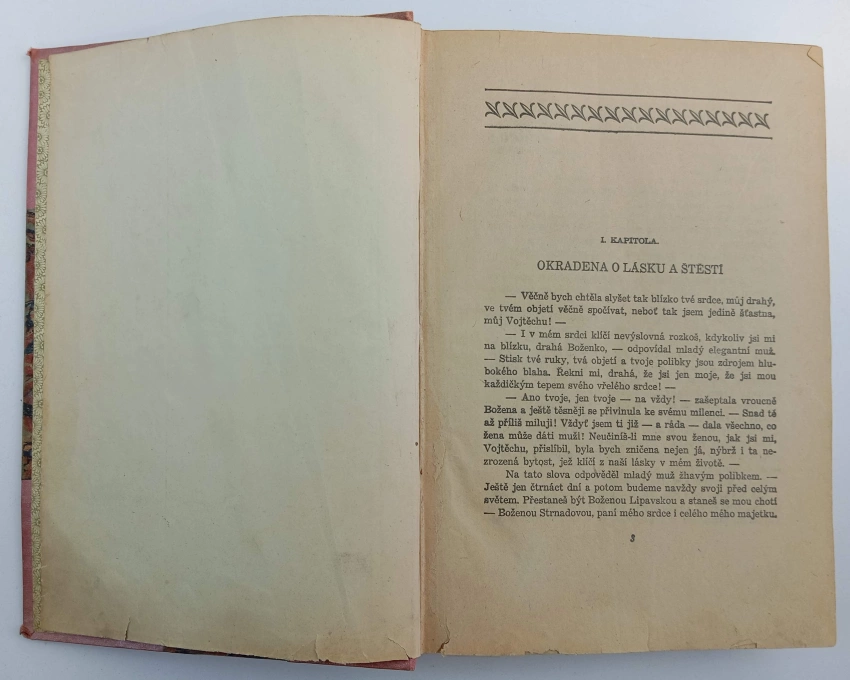 I. KAPITOLA.
OKRADENA O LÁSKU A ŠTĚSTÍ
— Věčně bych chtěla slyšet tak blízko tvé srdce, můj drahý,
ve tvém objetí věčně spočívat, neboť tak jsem jedině šťastna,
můj Vojtěchu! —
— I v mém srdci klíčí nevýslovná rozkoš, kdykoliv jsi mi
na blízku, drahá Boženko, — odpovídal mladý elegantní muž.
— Stisk tvé ruky, tvá objetí a tvoje polibky jsou zdrojem hlu-
bokého blaha. Řekni mi, drahá, že jsi jen moje, že jsi mou
každičkým tepem svého vřelého srdce! —
— Ano tvoje, jen tvoje — na vždy! — zašeptala vroucně
Božena a ještě těsněji se přivinula ke svému milenci. — Snad tě
až příliš miluji! Vždyť jsem ti již — a ráda — dala všechno, co
žena může dáti muži! Neučiníš-li mne svou ženou, jak jsi mi,
Vojtěchu, přislíbil, byla bych zničena nejen já, nýbrž i ta ne-
zrozená bytost, jež klíčí z naší lásky v mém životě. —
Na tato slova odpověděl mladý muž žhavým polibkem. —
Ještě jen čtrnáct dní a potom budeme navždy svoji před celým
světem. Přestaneš být Boženou Lipavskou a staneš se mou chotí
— Boženou Strnadovou, paní mého srdce i celého mého majetku.
3